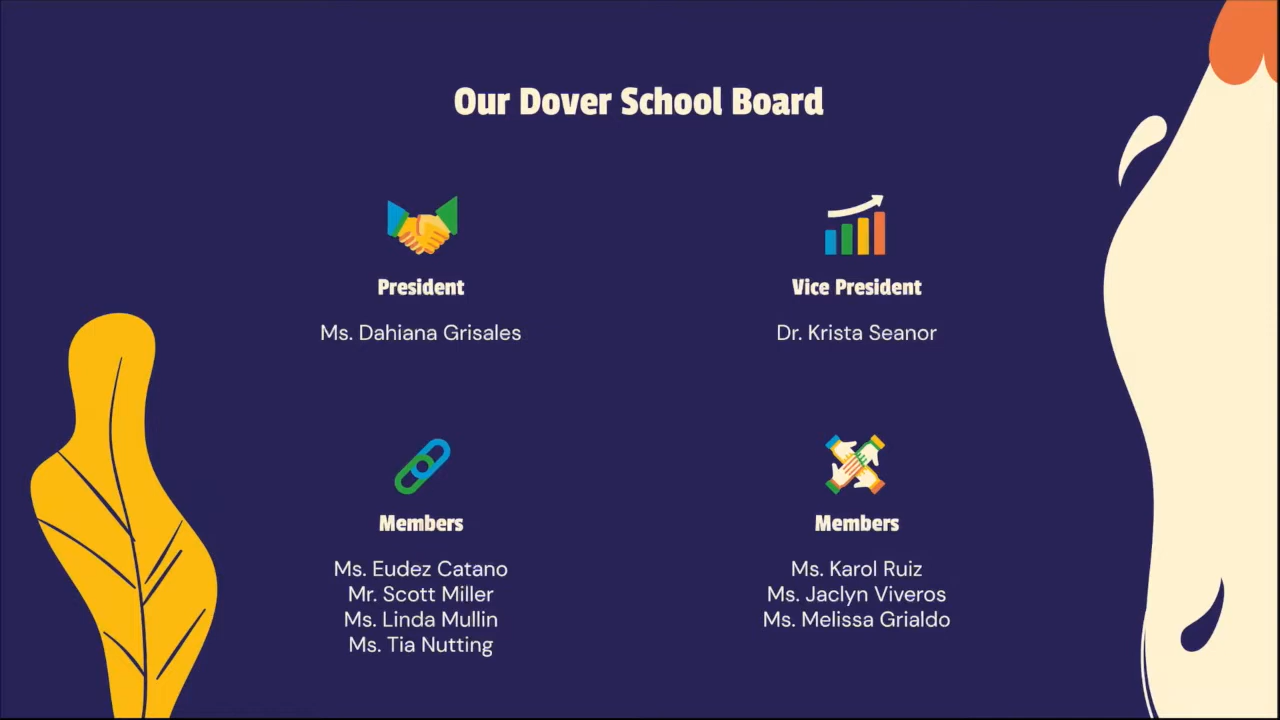 Our Dover School Board
President
Ms. Dahiana Grisales
Vice President
Dr. Krista Seanor
Members
Ms. Eudez Catano
Mr. Scott Miller
Ms. Linda Mullin
Ms. Tia Nutting
Members
Ms. Karol Ruiz
Ms. Jaclyn Viveros
Ms. Melissa Grialdo